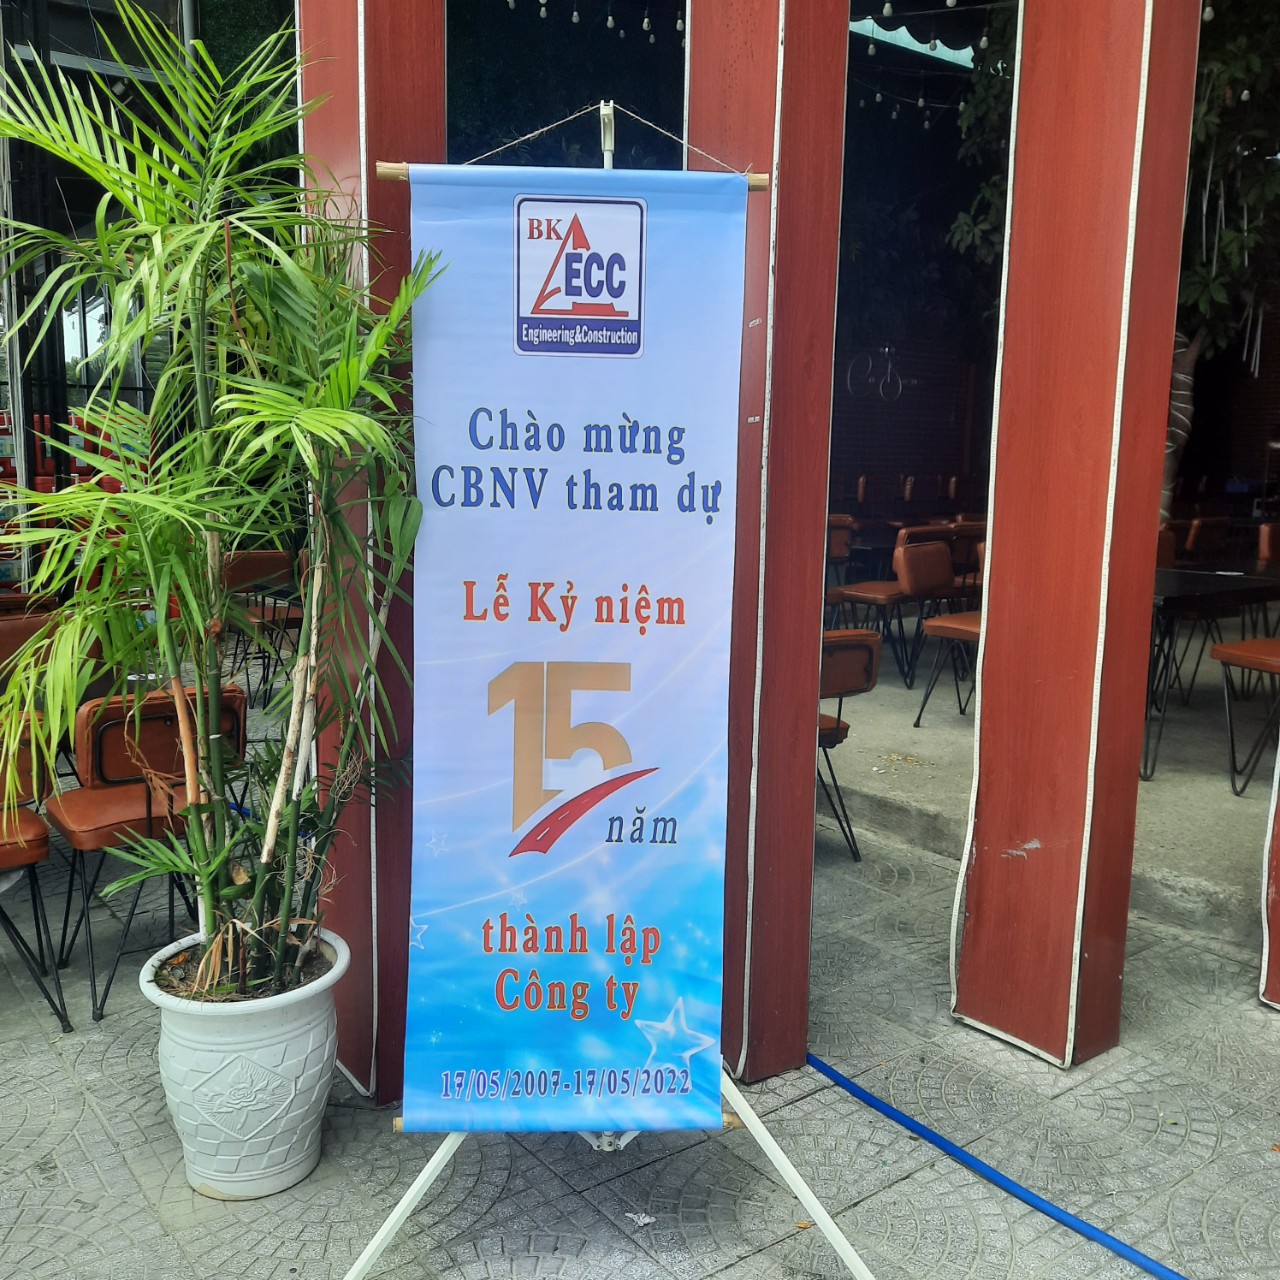 BK
ECC
Engineering&Construction
Chào mừng
CBNV tham dự
Lễ Kỷ niệm
15
năm
thành lập
Công ty
17/05/2007-17/05/2022